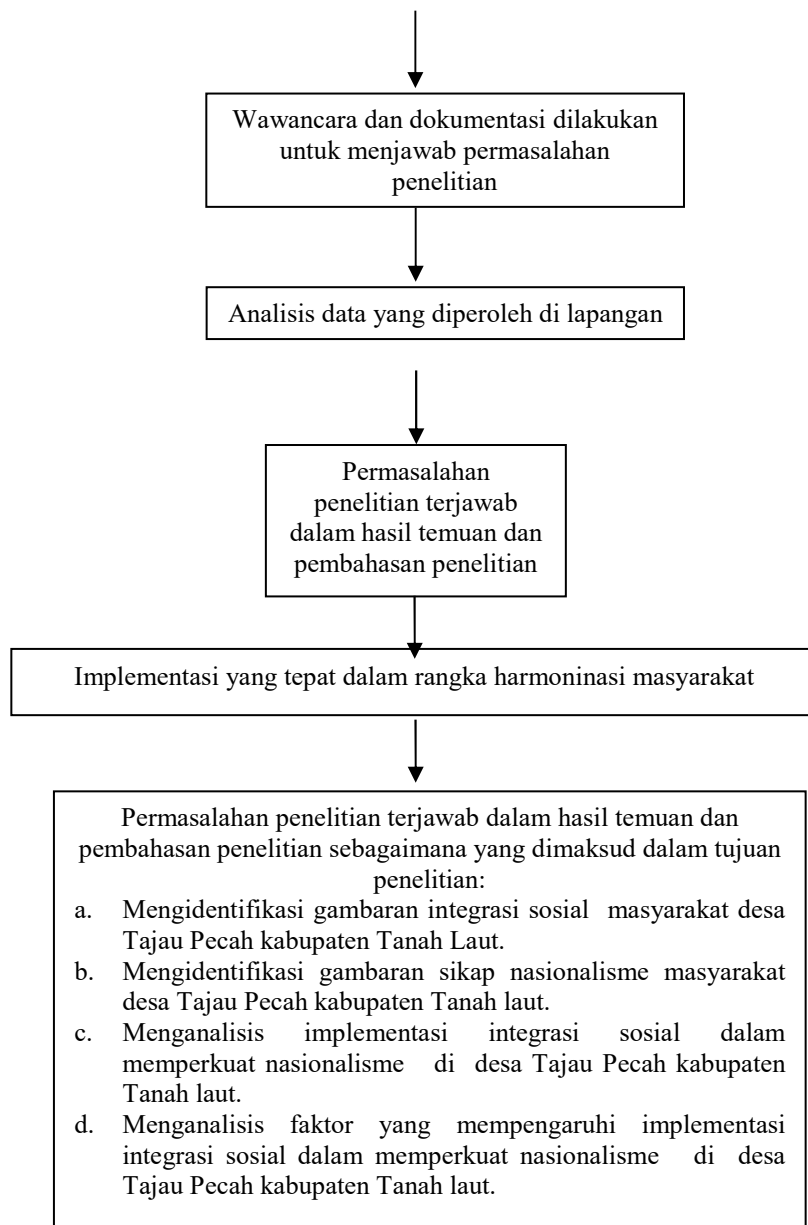 Wawancara dan dokumentasi dilakukan
untuk menjawab permasalahan
penelitian
Analisis data yang diperoleh di lapangan
Permasalahan
penelitian terjawab
dalam hasil temuan dan
pembahasan penelitian
Implementasi yang tepat dalam rangka harmoninasi masyarakat
Permasalahan penelitian terjawab dalam hasil temuan dan
pembahasan penelitian sebagaimana yang dimaksud dalam tujuan
penelitian:
a. Mengidentifikasi gambaran integrasi sosial masyarakat desa
Tajau Pecah kabupaten Tanah Laut.
b. Mengidentifikasi gambaran sikap nasionalisme masyarakat
desa Tajau Pecah kabupaten Tanah laut.
c. Menganalisis implementasi integrasi sosial dalam
memperkuat nasionalisme di desa Tajau Pecah kabupaten
Tanah laut.
d. Menganalisis faktor yang mempengaruhi implementasi
integrasi sosial dalam memperkuat nasionalisme di desa
Tajau Pecah kabupaten Tanah laut.